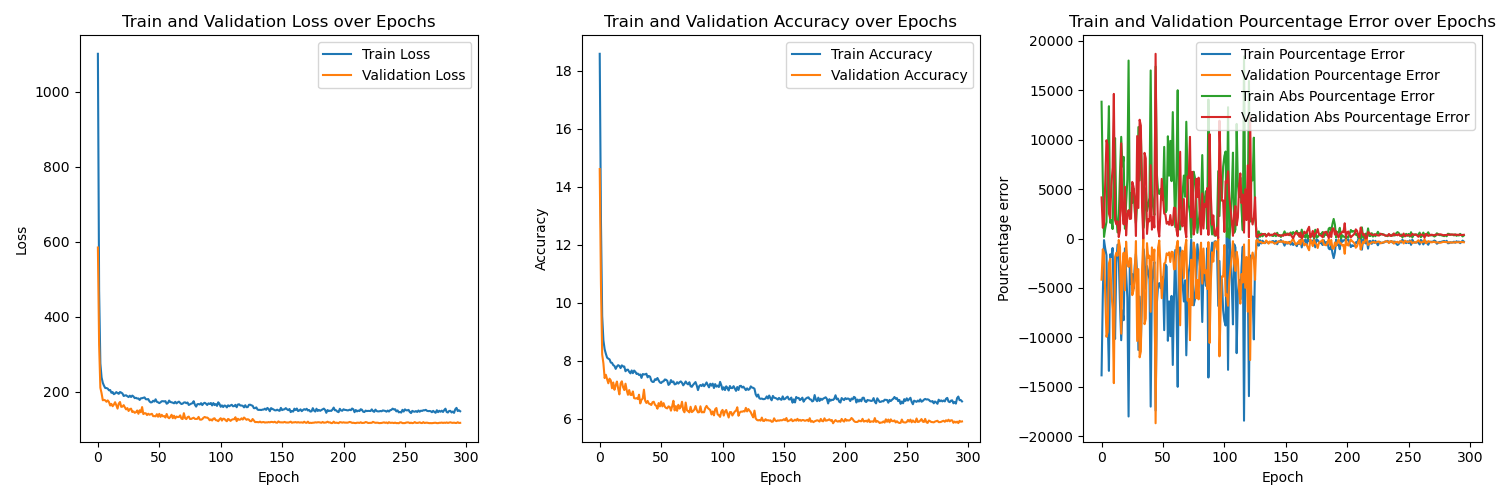 Train and Validation Loss over Epochs
Loss
1000
800
600
400
200
0
50
100
150
200
250
300
Epoch
Train Loss
Validation Loss
Train and Validation Accuracy over Epochs
Accuracy
18
16
14
12
10
8
6
0
50
100
150
200
250
300
Epoch
Train Accuracy
Validation Accuracy
Train and Validation Pourcentage Error over Epochs
Pourcentage error
20000
15000
10000
5000
0
−5000
−10000
−15000
−20000
0
50
100
150
200
250
300
Epoch
Train Pourcentage Error
Validation Pourcentage Error
Train Abs Pourcentage Error
Validation Abs Pourcentage Error